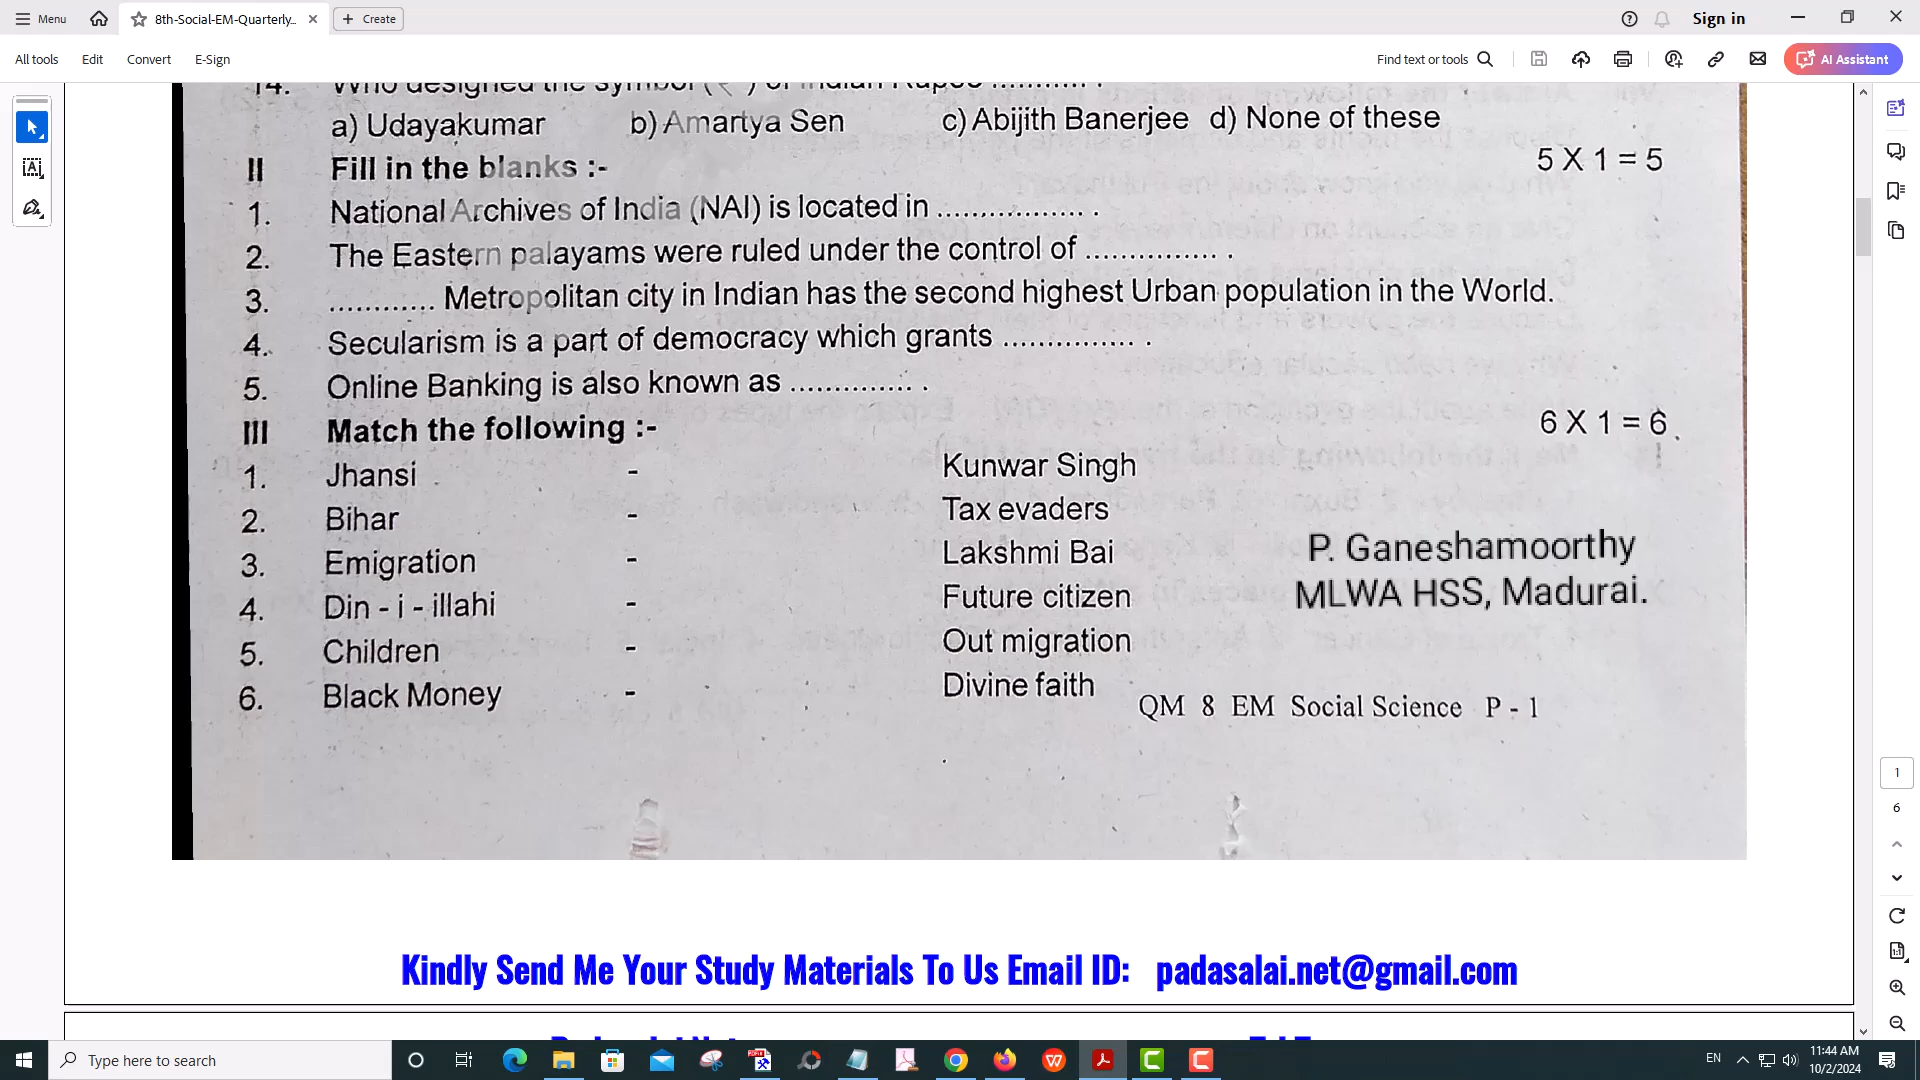 Menu
8th-Social-EM-Quarterly...
Create
Sign in
All tools Edit Convert E-Sign
Find text or tools
AI Assistant
14. Who designed the symbol (₹) of Indian Rupee ............ .
a) Udayakumar b) Amartya Sen c) Abijith Banerjee d) None of these
II Fill in the blanks :- 5 X 1 = 5
1. National Archives of India (NAI) is located in ................. .
2. The Eastern palayams were ruled under the control of ............... .
3. ............ Metropolitan city in Indian has the second highest Urban population in the World.
4. Secularism is a part of democracy which grants ............... .
5. Online Banking is also known as .............. .
III Match the following :- 6 X 1 = 6
1. Jhansi - Kunwar Singh
2. Bihar - Tax evaders
3. Emigration - Lakshmi Bai
4. Din - i - illahi - Future citizen
5. Children - Out migration
6. Black Money - Divine faith
P. Ganeshamoorthy
MLWA HSS, Madurai.
QM 8 EM Social Science P - 1
Kindly Send Me Your Study Materials To Us Email ID: padasalai.net@gmail.com
1
6
Type here to search
EN
11:44 AM
10/2/2024